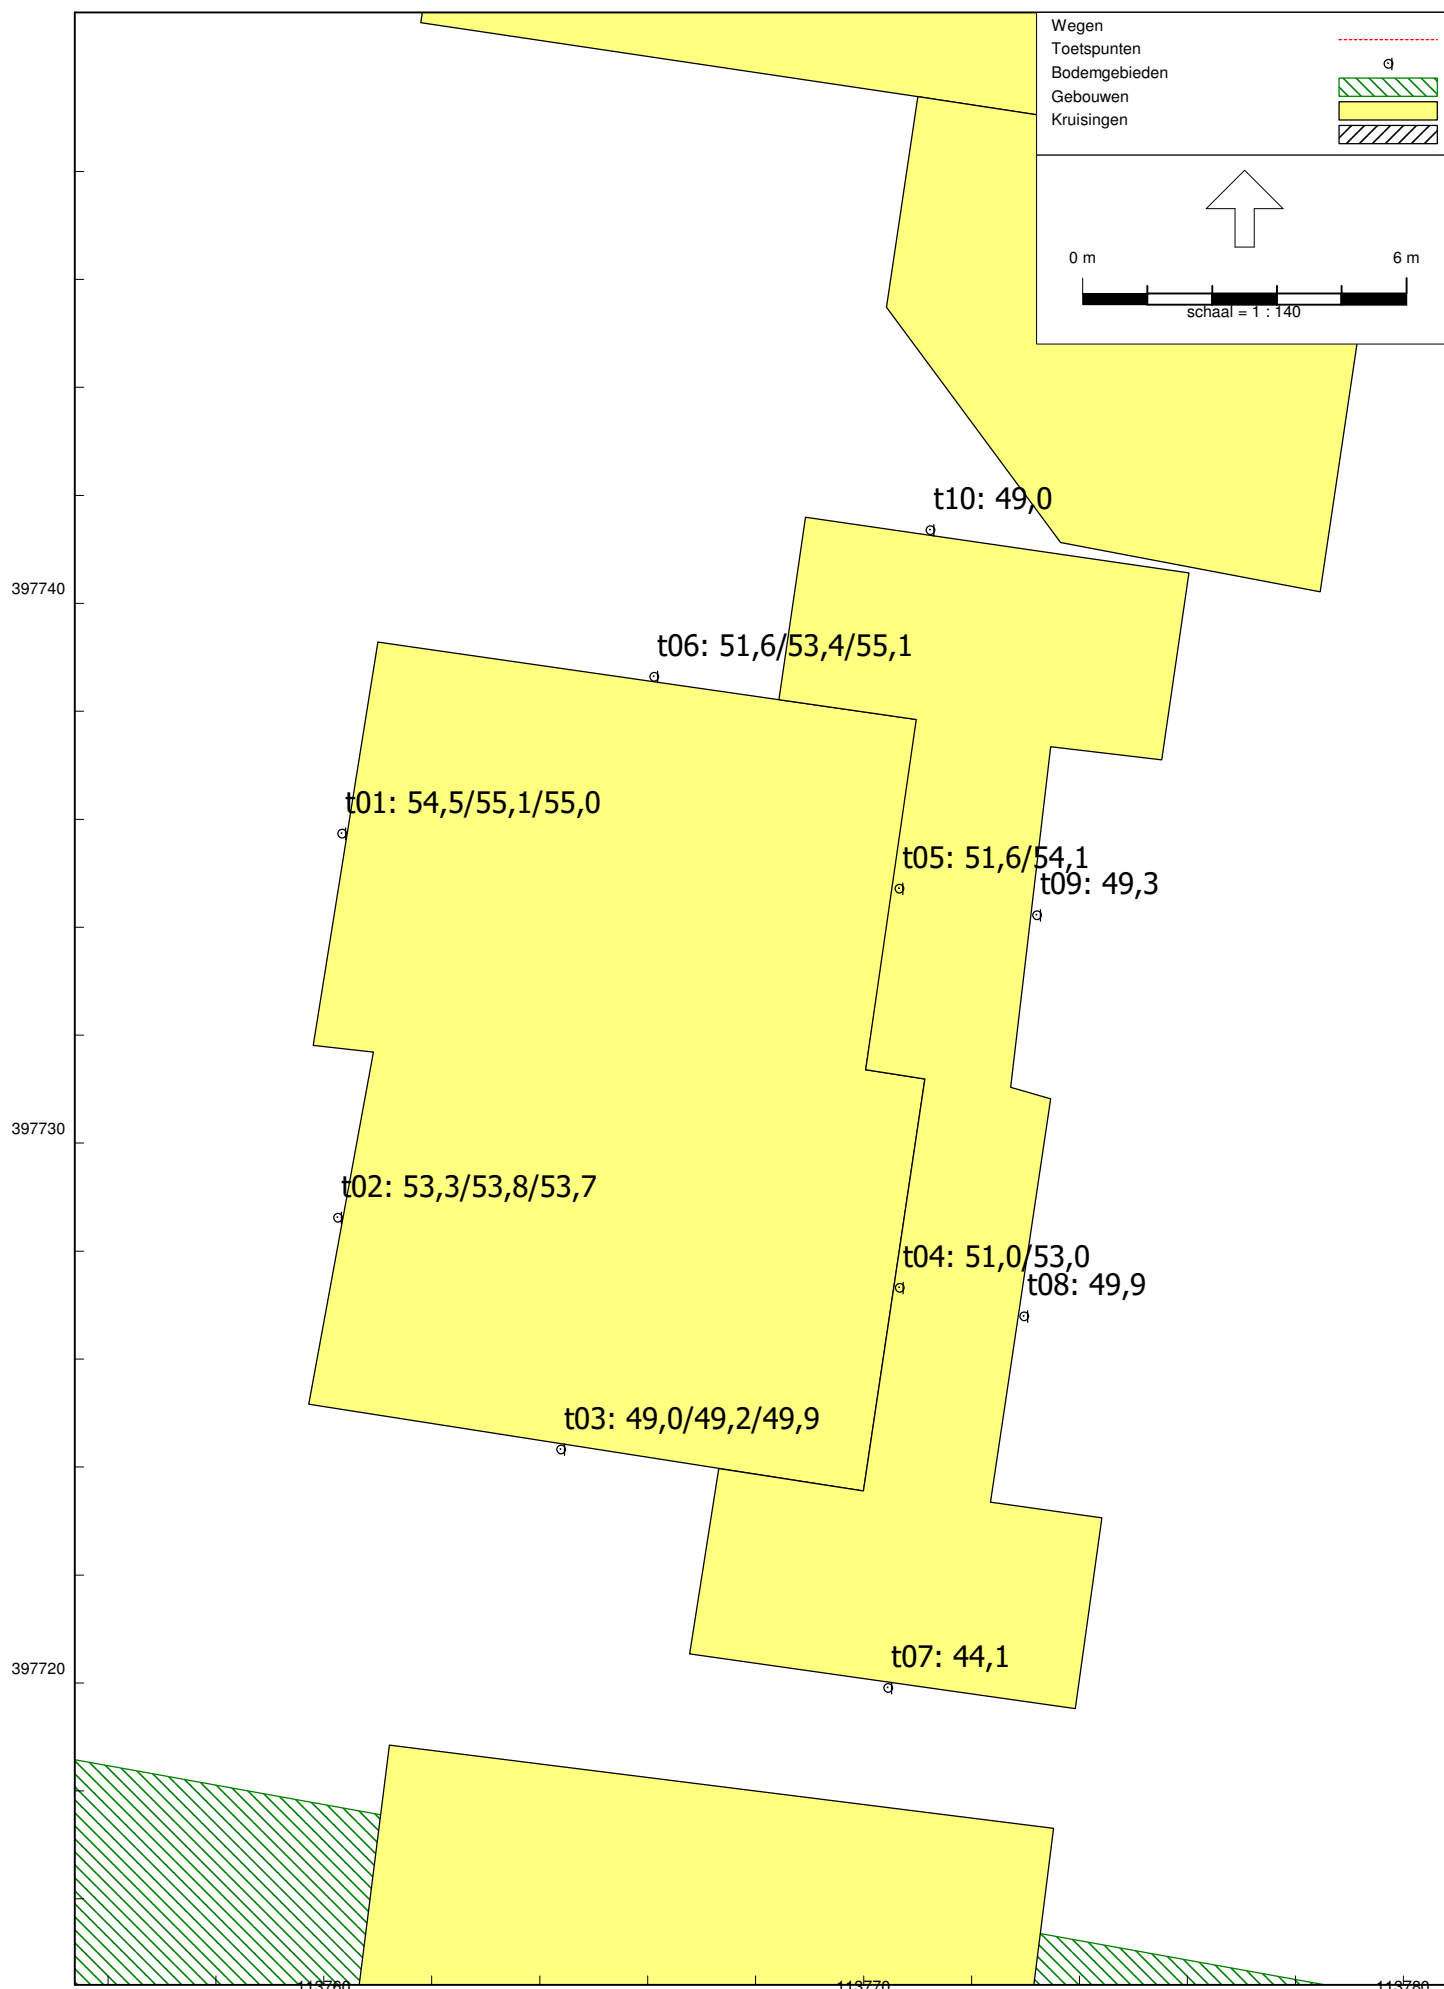 Wegen
Toetspunten
Bodemgebieden
Gebouwen
Kruisingen
0 m 6 m
schaal = 1 : 140
t10: 49,0
397740
t06: 51,6/53,4/55,1
t01: 54,5/55,1/55,0
t05: 51,6/54,1
t09: 49,3
397730
t02: 53,3/53,8/53,7
t04: 51,0/53,0
t08: 49,9
t03: 49,0/49,2/49,9
397720
t07: 44,1
113760 113770 113780